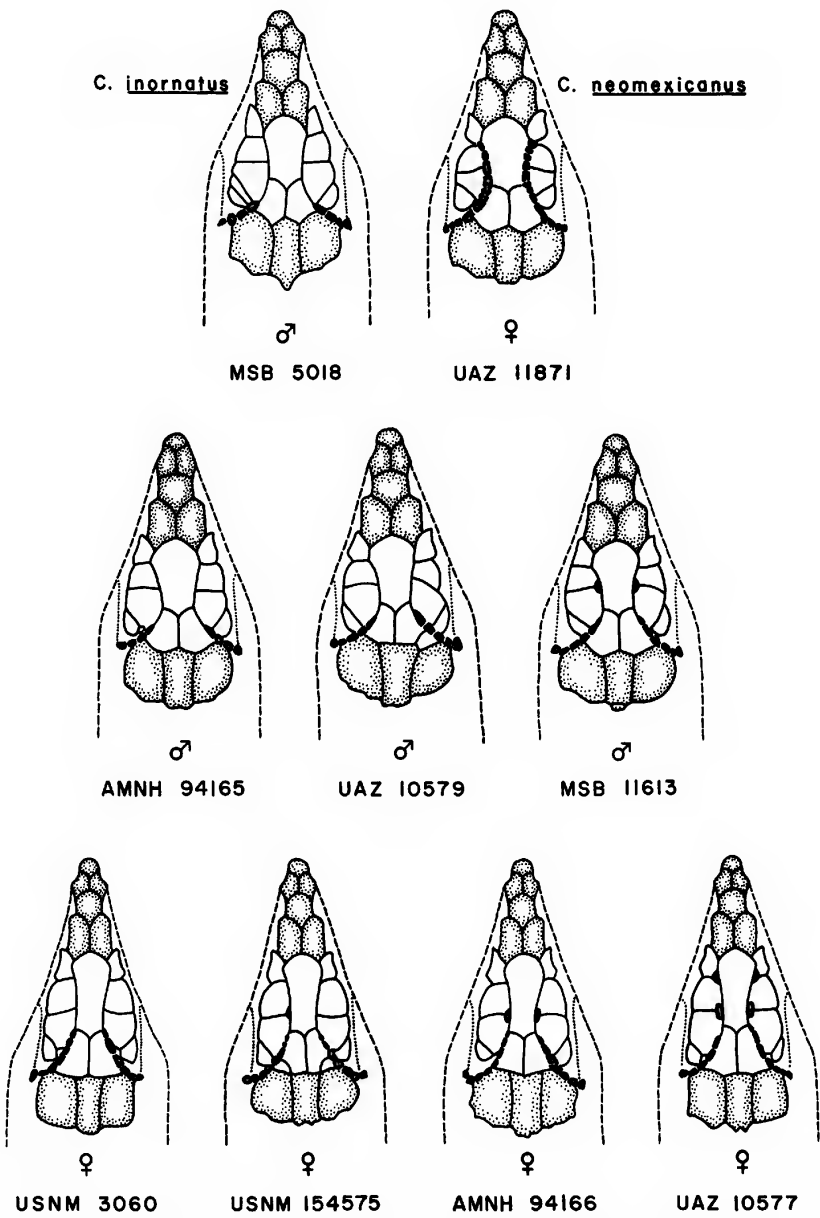 C. inornatus C. neomexicanus
♂ ♀
MSB 5018 UAZ 11871
♂ ♂ ♂
AMNH 94165 UAZ 10579 MSB 11613
♀ ♀ ♀ ♀
USNM 3060 USNM 154575 AMNH 94166 UAZ 10577